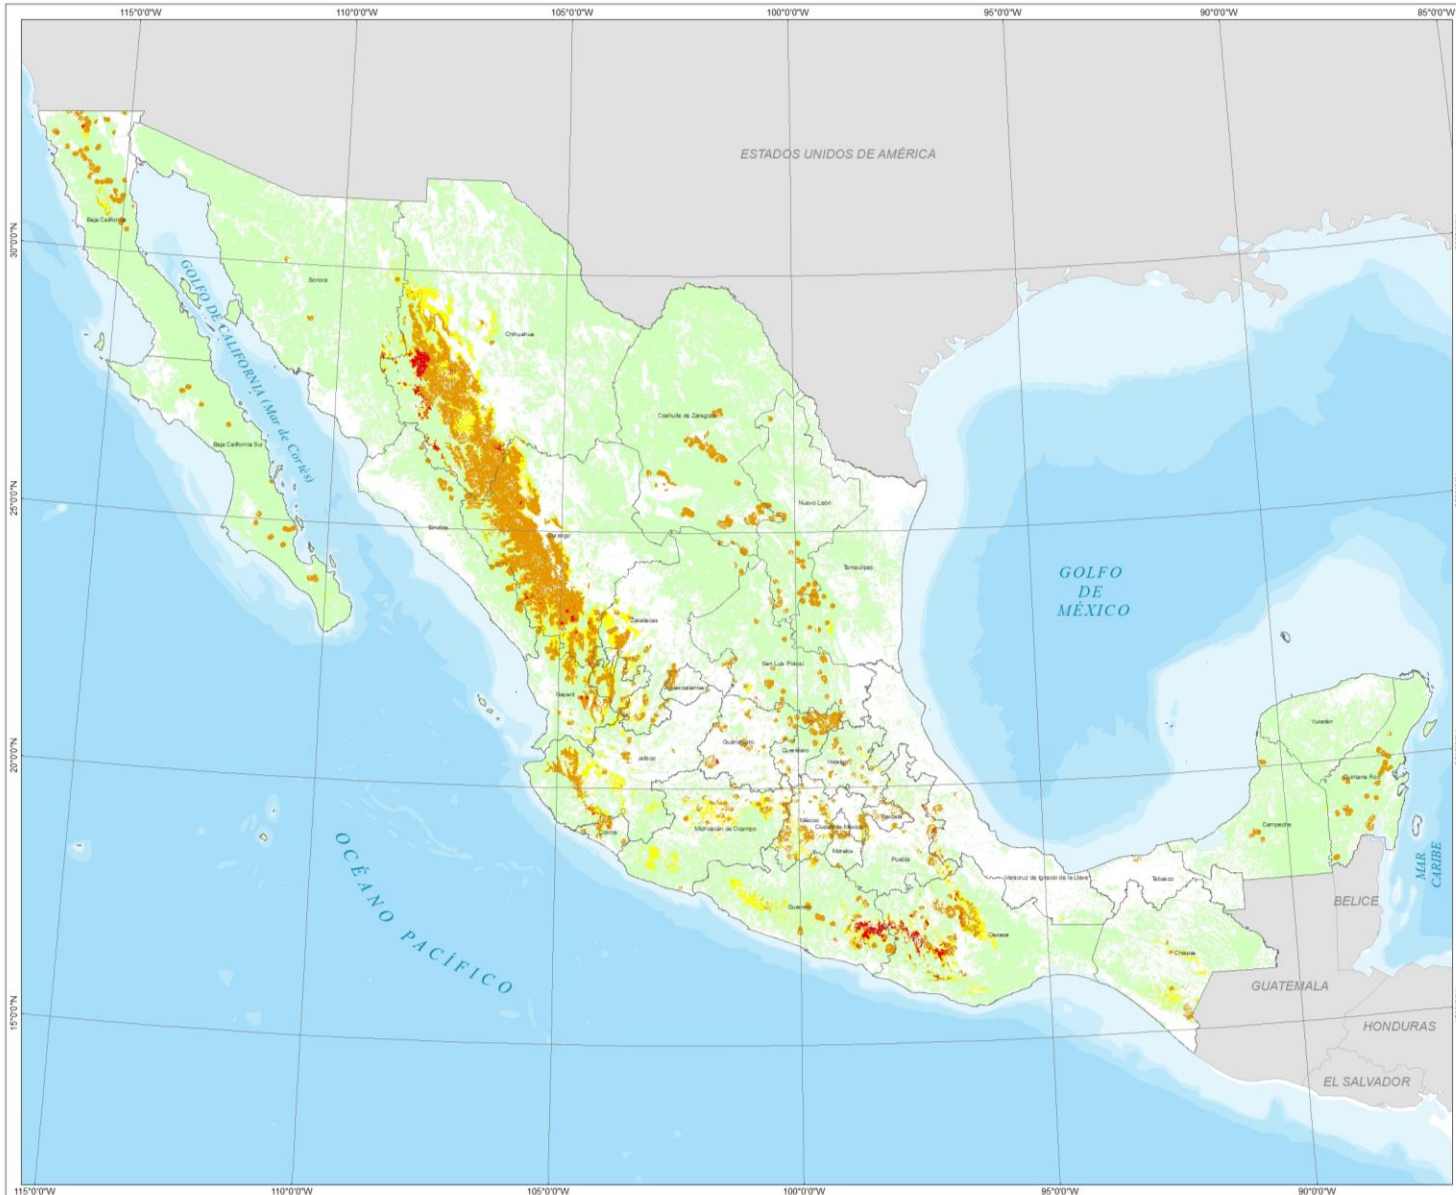 115°0'0"W
110°0'0"W
105°0'0"W
100°0'0"W
95°0'0"W
90°0'0"W
85°0'0"W
ESTADOS UNIDOS DE AMÉRICA
Baja California
30°0'0"N
Sonora
GOLFO DE CALIFORNIA (Mar de Cortés)
Chihuahua
Coahuila de Zaragoza
Baja California Sur
25°0'0"N
Nuevo León
Sinaloa
Durango
Tamaulipas
GOLFO
DE
MÉXICO
Zacatecas
San Luis Potosí
Nayarit
Aguascalientes
Yucatán
20°0'0"N
Jalisco
Guanajuato
Querétaro
Hidalgo
Quintana Roo
Colima
Michoacán de Ocampo
México
Ciudad de México
Tlaxcala
Campeche
Morelos
Puebla
Veracruz de Ignacio de la Llave
Tabasco
MAR
CARIBE
OCÉANO PACÍFICO
Guerrero
BELICE
Oaxaca
Chiapas
GUATEMALA
15°0'0"N
HONDURAS
EL SALVADOR
115°0'0"W
110°0'0"W
105°0'0"W
100°0'0"W
95°0'0"W
90°0'0"W